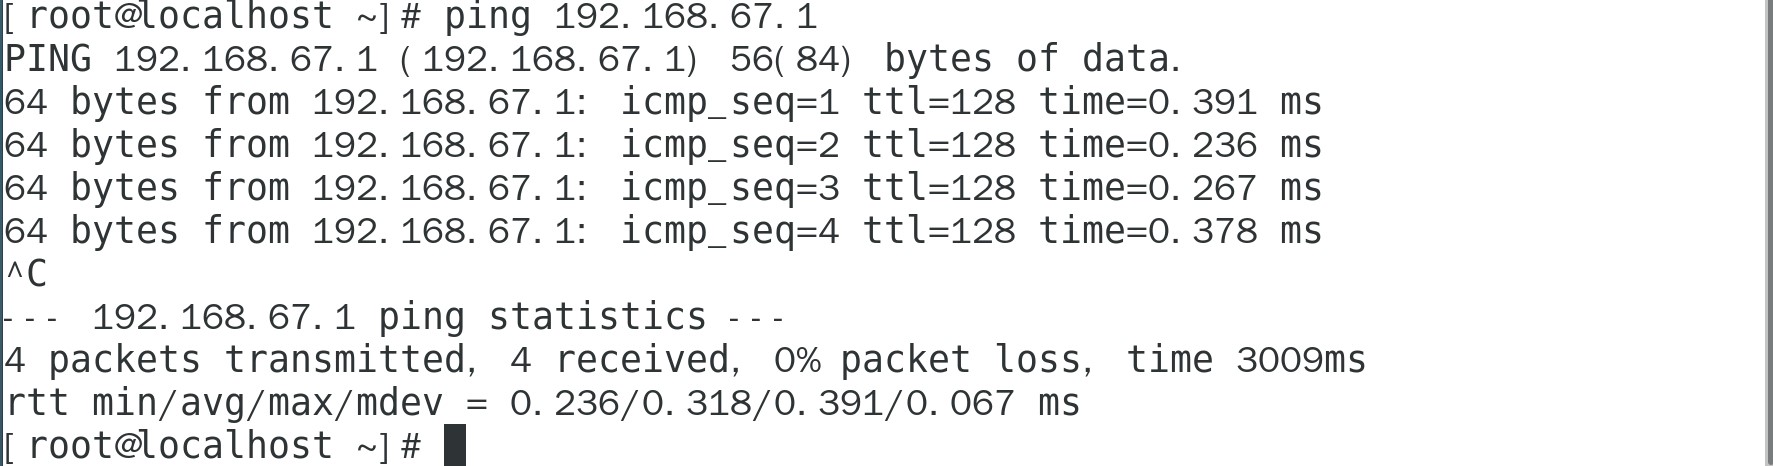 [root@localhost ~]# ping 192.168.67.1
PING 192.168.67.1 (192.168.67.1) 56(84) bytes of data.
64 bytes from 192.168.67.1: icmp_seq=1 ttl=128 time=0.391 ms
64 bytes from 192.168.67.1: icmp_seq=2 ttl=128 time=0.236 ms
64 bytes from 192.168.67.1: icmp_seq=3 ttl=128 time=0.267 ms
64 bytes from 192.168.67.1: icmp_seq=4 ttl=128 time=0.378 ms
^C
--- 192.168.67.1 ping statistics ---
4 packets transmitted, 4 received, 0% packet loss, time 3009ms
rtt min/avg/max/mdev = 0.236/0.318/0.391/0.067 ms
[root@localhost ~]#